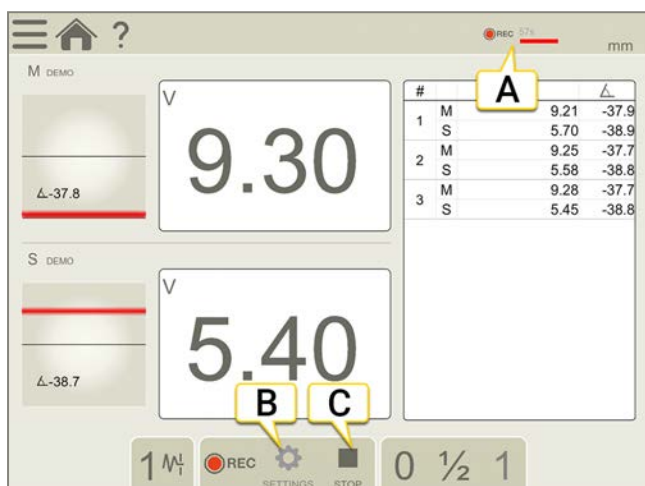 ?
REC 57s
mm
M DEMO
V
9.30
∡-37.8
S DEMO
V
5.40
∡-38.7
A
# ∡
1 M 9.21 -37.9
S 5.70 -38.9
2 M 9.25 -37.7
S 5.58 -38.8
3 M 9.28 -37.7
S 5.45 -38.8
B C
1 REC SETTINGS STOP 0 ½ 1